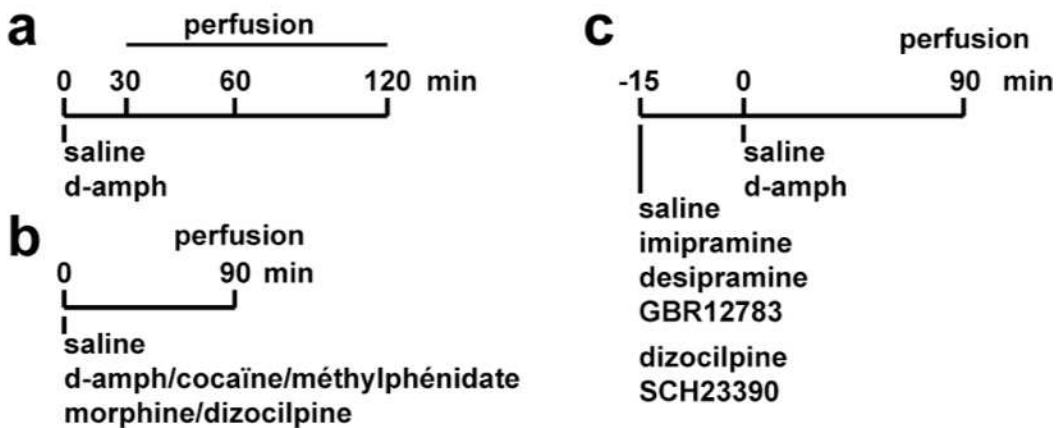 a
perfusion
0 30 60 120 min
saline
d-amph
b
perfusion
0 90 min
saline
d-amph/cocaïne/méthylphénidate
morphine/dizocilpine
c
perfusion
-15 0 90 min
saline
d-amph
saline
imipramine
desipramine
GBR12783
dizocilpine
SCH23390